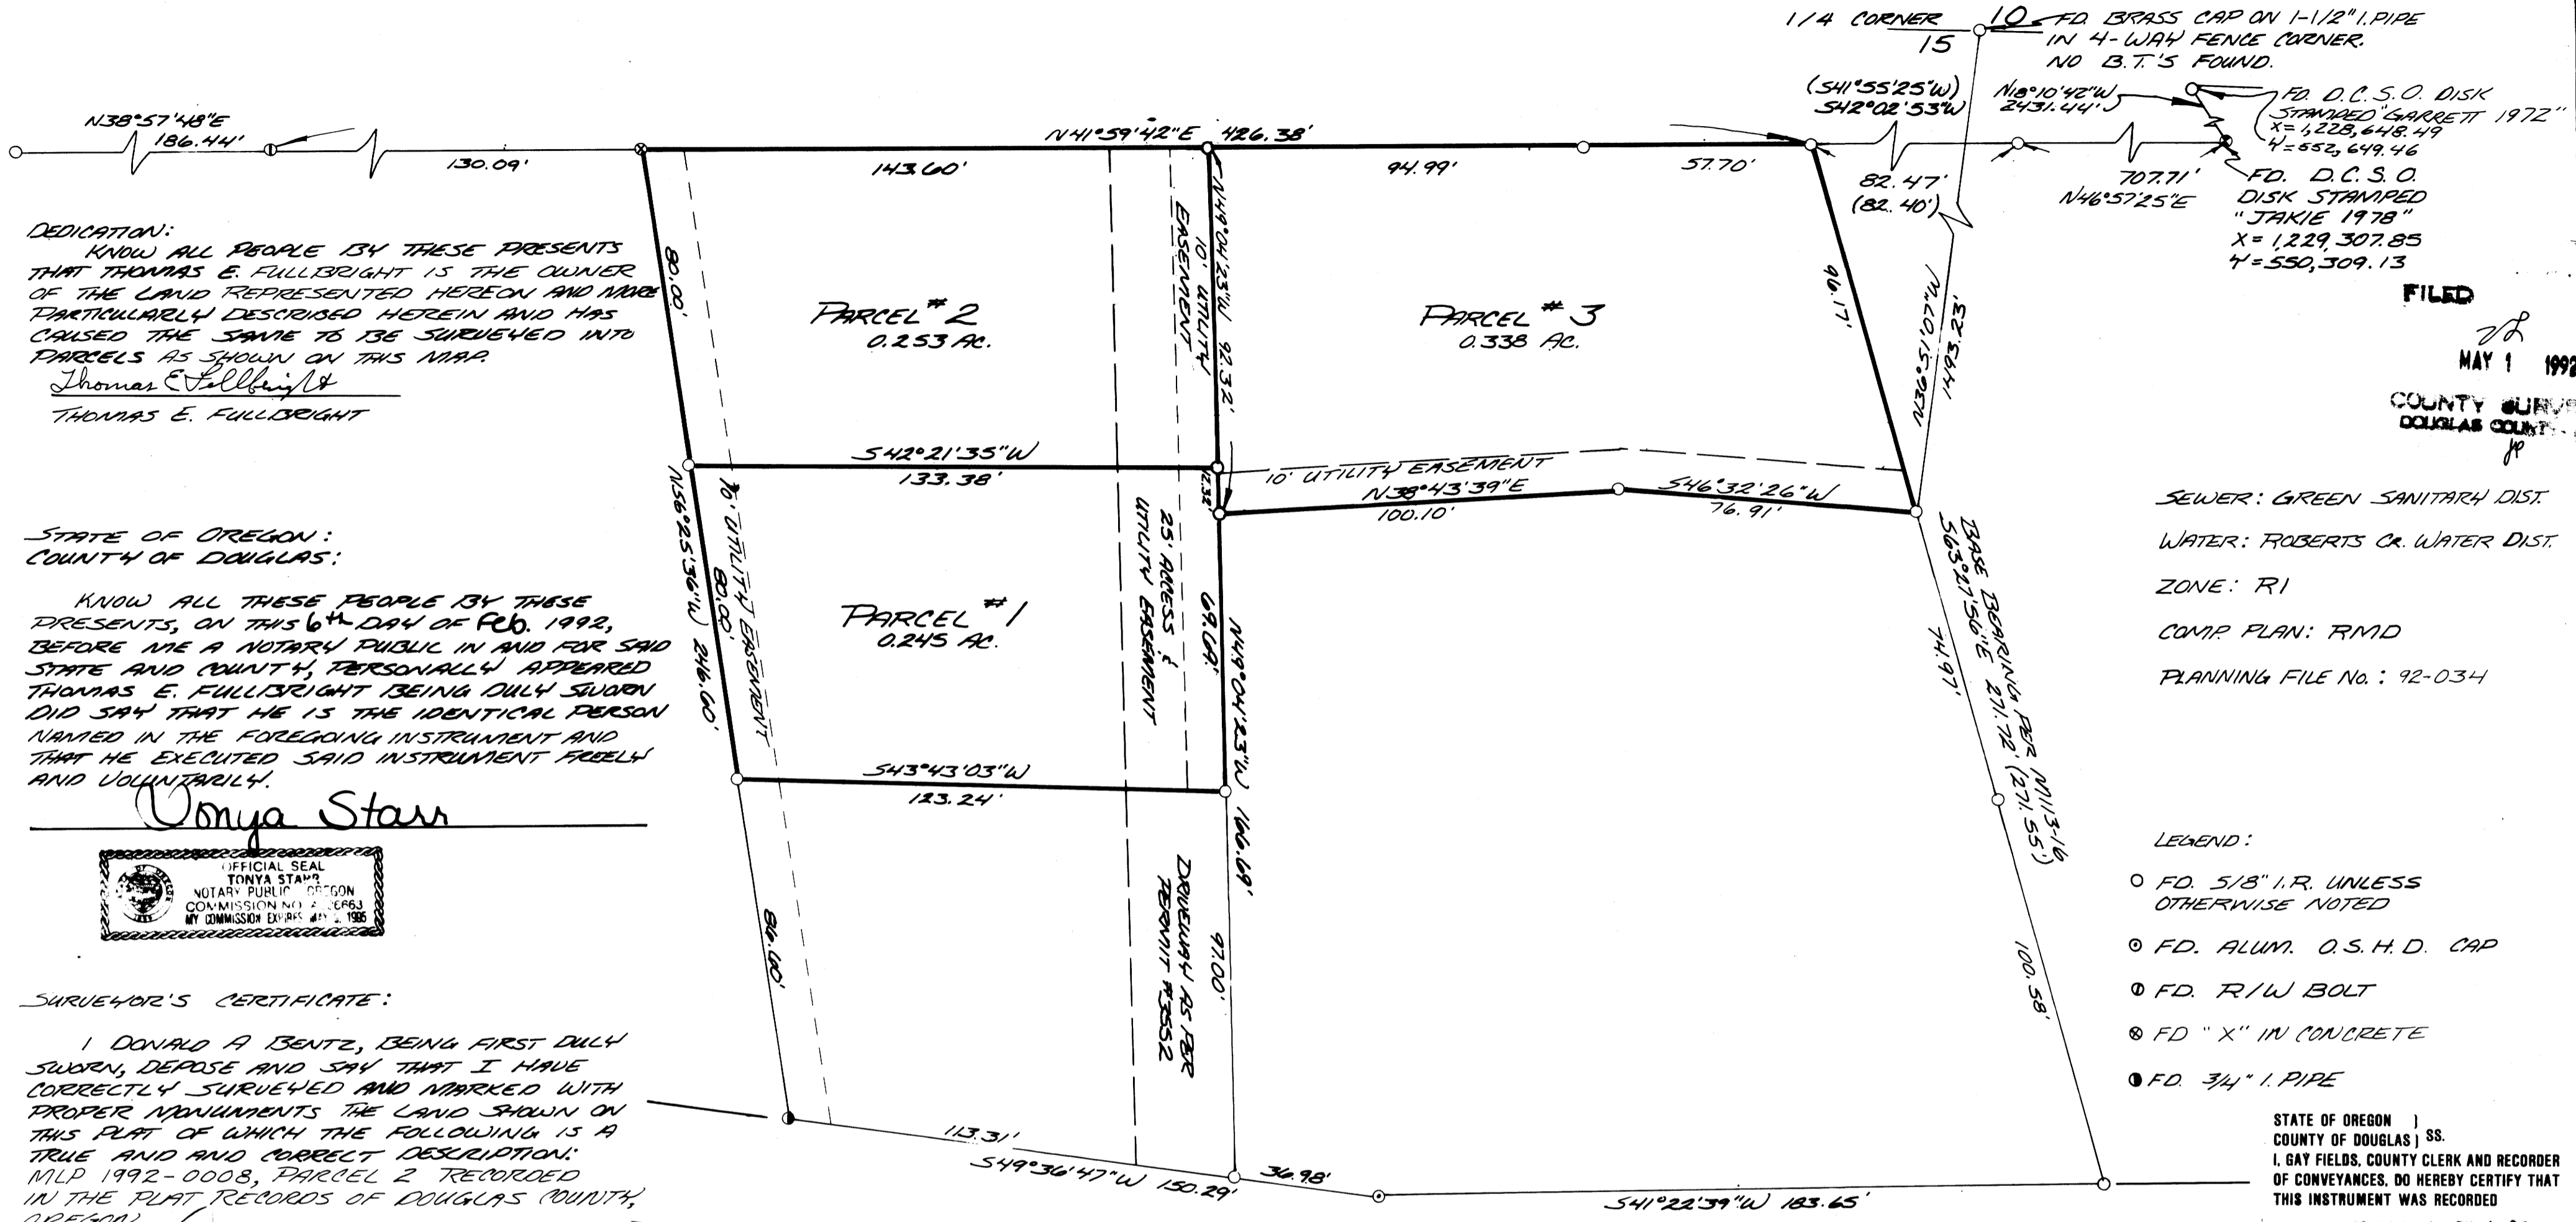 1/4 CORNER 10
15
FD. BRASS CAP ON 1-1/2" I.PIPE
IN 4-WAY FENCE CORNER.
NO B.T.'S FOUND.
(S41°55'25"W)
S42°02'53"W
N18°10'42"W
2431.44'
FD. D.C.S.O. DISK
STAMPED "GARRETT 1972"
X=1,228,648.49
Y=552,649.46
N38°57'48"E
186.44'
130.09'
N41°59'42"E 426.38'
143.60'
94.99'
57.70'
82.47'
(82.40')
707.71'
N46°57'25"E
FD. D.C.S.O.
DISK STAMPED
"JAKIE 1978"
X=1,229,307.85
Y=550,309.13
FILED
MAY 1 1992
COUNTY
DOUGLAS COUNTY
DEDICATION:
KNOW ALL PEOPLE BY THESE PRESENTS
THAT THOMAS E. FULLBRIGHT IS THE OWNER
OF THE LAND REPRESENTED HEREON AND MORE
PARTICULARLY DESCRIBED HEREIN AND HAS
CAUSED THE SAME TO BE SURVEYED INTO
PARCELS AS SHOWN ON THIS MAP.
THOMAS E. FULLBRIGHT
80.00'
PARCEL #2
0.253 AC.
10' UTILITY
EASEMENT
N49°04'23"W 92.32'
PARCEL #3
0.338 AC.
96.17'
N6°51'07"W
1463.23'
S42°21'35"W
133.38'
12.32'
10' UTILITY EASEMENT
N38°43'39"E
100.10'
S46°32'26"W
76.91'
N56°25'36"W 246.60'
80.00'
10' UTILITY EASEMENT
PARCEL #1
0.245 AC.
25' ACCESS &
UTILITY EASEMENT
69.69'
N49°04'23"W 166.69'
BASE BEARING PER M113-16
S63°27'56"E 271.72' (271.55')
74.97'
100.58'
SEWER: GREEN SANITARY DIST.
WATER: ROBERTS CR. WATER DIST.
ZONE: R1
COMP. PLAN: RMD
PLANNING FILE No.: 92-034
STATE OF OREGON:
COUNTY OF DOUGLAS:
KNOW ALL THESE PEOPLE BY THESE
PRESENTS, ON THIS 6th DAY OF Feb. 1992,
BEFORE ME A NOTARY PUBLIC IN AND FOR SAID
STATE AND COUNTY, PERSONALLY APPEARED
THOMAS E. FULLBRIGHT BEING DULY SWORN
DID SAY THAT HE IS THE IDENTICAL PERSON
NAMED IN THE FOREGOING INSTRUMENT AND
THAT HE EXECUTED SAID INSTRUMENT FREELY
AND VOLUNTARILY.
Tonya Starr
OFFICIAL SEAL
TONYA STARR
NOTARY PUBLIC OREGON
COMMISSION NO.
MY COMMISSION EXPIRES MAY 1995
S43°43'03"W
123.24'
86.60'
DRIVEWAY AS PER
PERMIT #35552
97.00'
113.31'
S49°36'47"W 150.29'
36.98'
S41°22'39"W 183.65'
LEGEND:
FD. 5/8" I.R. UNLESS
OTHERWISE NOTED
FD. ALUM. O.S.H.D. CAP
FD. R/W BOLT
FD "X" IN CONCRETE
FD. 3/4" I. PIPE
SURVEYOR'S CERTIFICATE:
I DONALD A BENTZ, BEING FIRST DULY
SWORN, DEPOSE AND SAY THAT I HAVE
CORRECTLY SURVEYED AND MARKED WITH
PROPER MONUMENTS THE LAND SHOWN ON
THIS PLAT OF WHICH THE FOLLOWING IS A
TRUE AND AND CORRECT DESCRIPTION:
MLP 1992-0008, PARCEL 2 RECORDED
IN THE PLAT RECORDS OF DOUGLAS COUNTY,
OREGON
STATE OF OREGON )
COUNTY OF DOUGLAS ) SS.
I, GAY FIELDS, COUNTY CLERK AND RECORDER
OF CONVEYANCES, DO HEREBY CERTIFY THAT
THIS INSTRUMENT WAS RECORDED